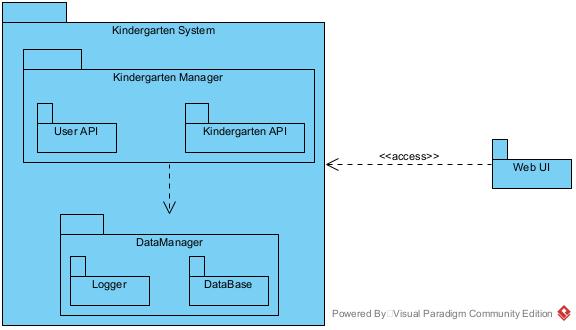 Kindergarten System
Kindergarten Manager
User API
Kindergarten API
<<access>>
Web UI
DataManager
Logger
DataBase
Powered By Visual Paradigm Community Edition